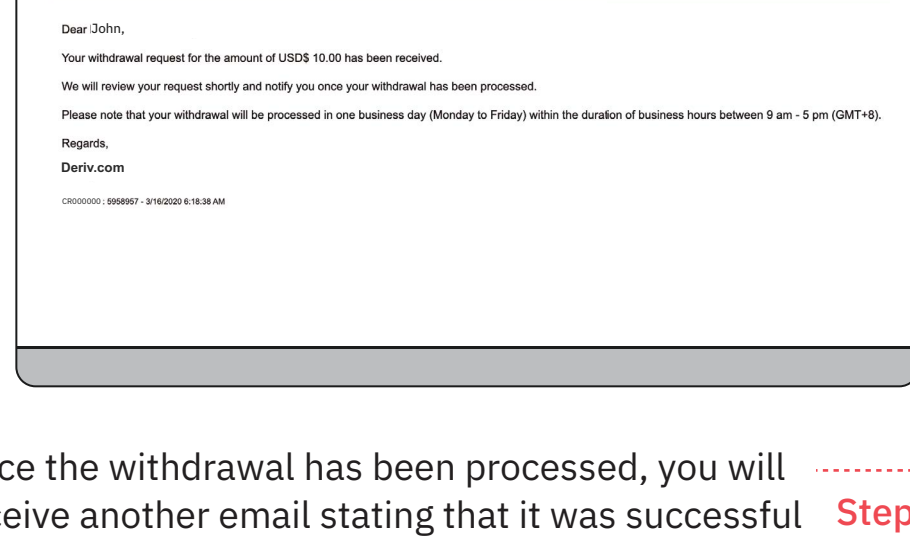 Dear John,
Your withdrawal request for the amount of USD$ 10.00 has been received.
We will review your request shortly and notify you once your withdrawal has been processed.
Please note that your withdrawal will be processed in one business day (Monday to Friday) within the duration of business hours between 9 am - 5 pm (GMT+8).
Regards,
Deriv.com
CR000000 : 5958957 - 3/16/2020 6:18:38 AM
ce the withdrawal has been processed, you will
ceive another email stating that it was successful
Step